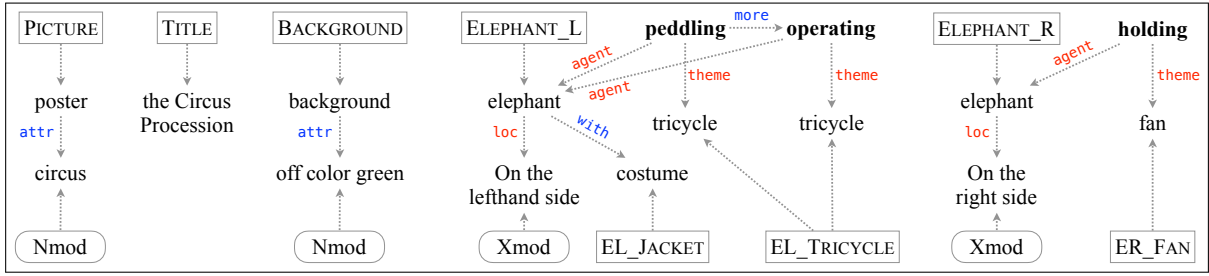 PICTURE TITLE BACKGROUND ELEPHANT_L peddling more operating ELEPHANT_R holding
agent theme agent theme agent theme
poster the Circus background elephant tricycle tricycle elephant fan
Procession
attr attr loc with loc
circus off color green On the costume On the
lefthand side right side
Nmod Nmod Xmod EL_JACKET EL_TRICYCLE Xmod ER_FAN